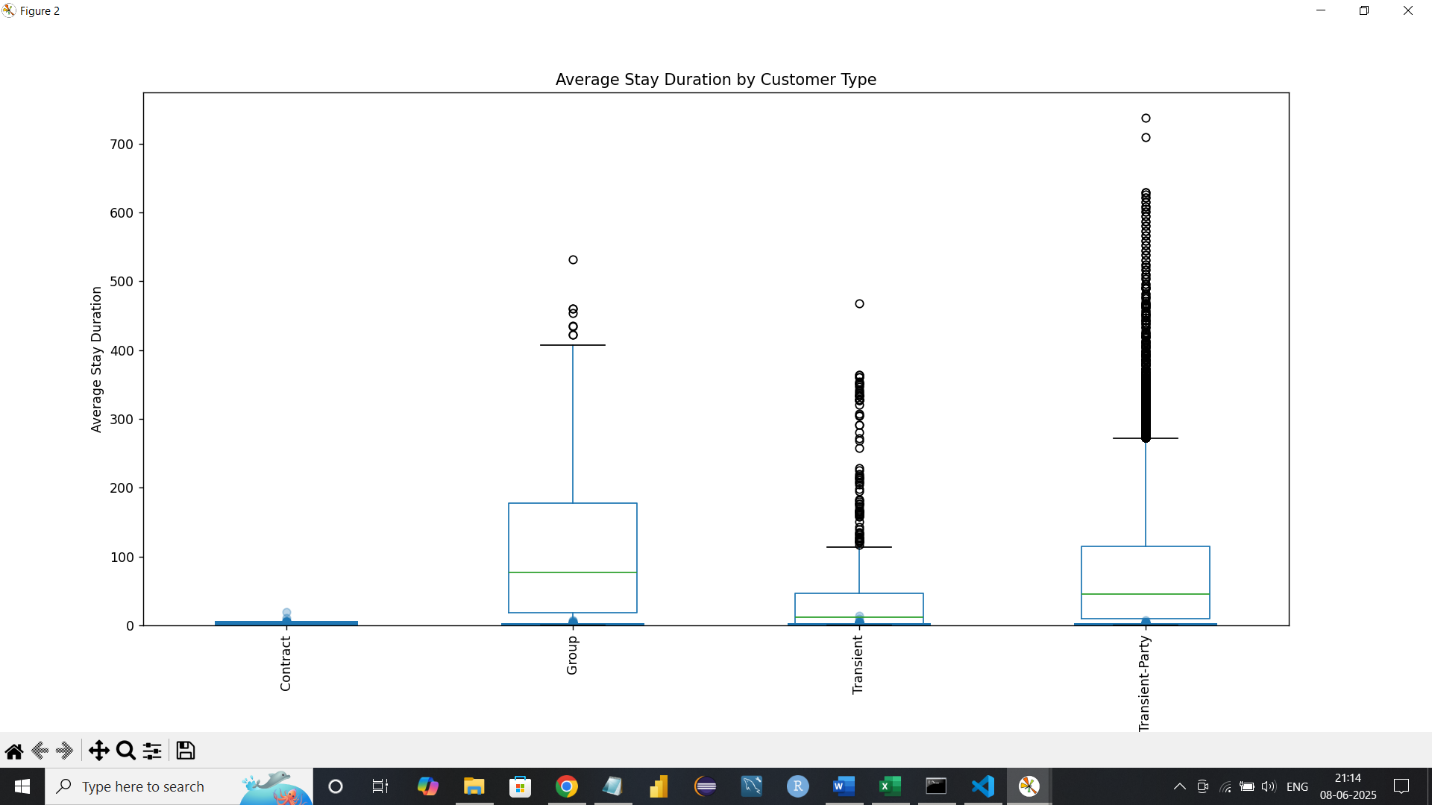 Figure 2
Average Stay Duration by Customer Type
Average Stay Duration
700
600
500
400
300
200
100
0
Contract
Group
Transient
Transient-Party
Type here to search
ENG
21:14
08-06-2025